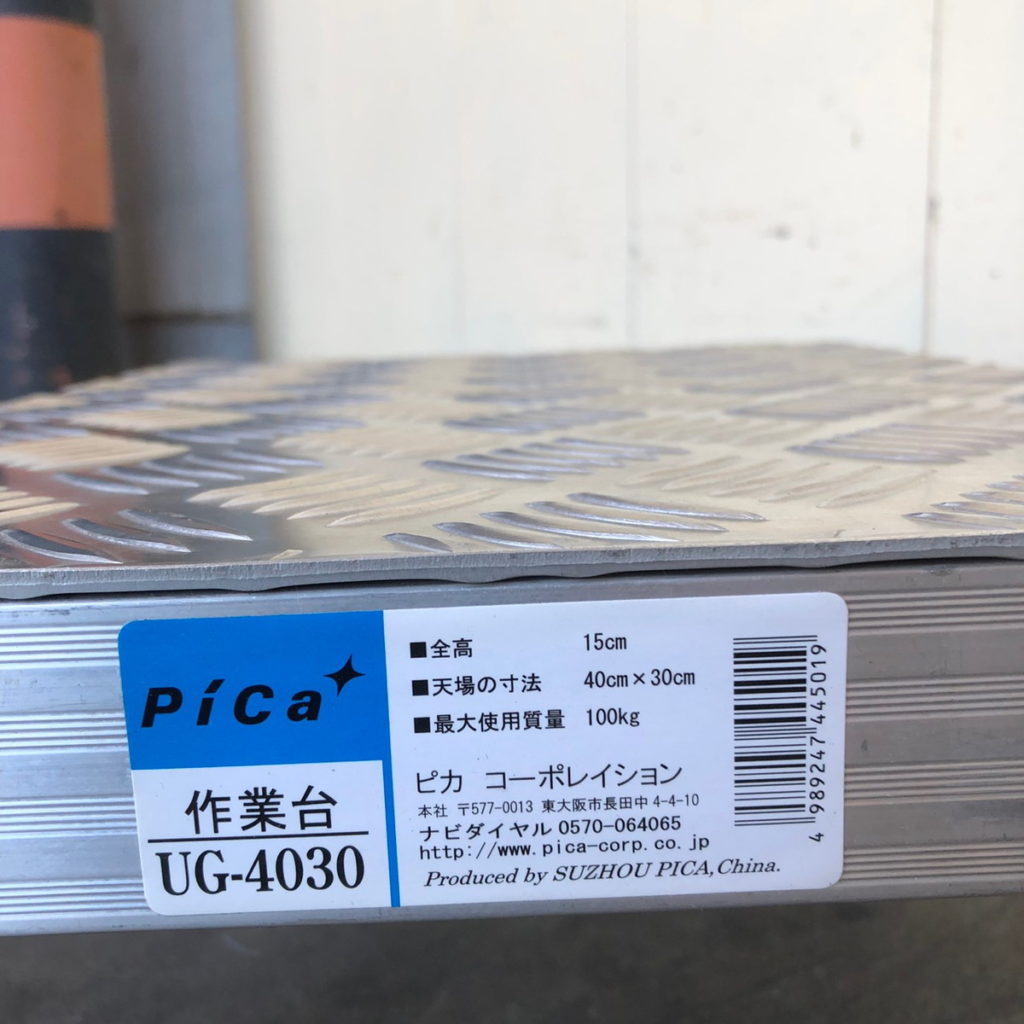 PiCa
作業台
UG-4030
■全高 15cm
■天場の寸法 40cm×30cm
■最大使用質量 100kg
ピカ コーポレイション
本社 〒577-0013 東大阪市長田中4-4-10
ナビダイヤル 0570-064065
http://www.pica-corp.co.jp
Produced by SUZHOU PICA,China.
4 989247 445019